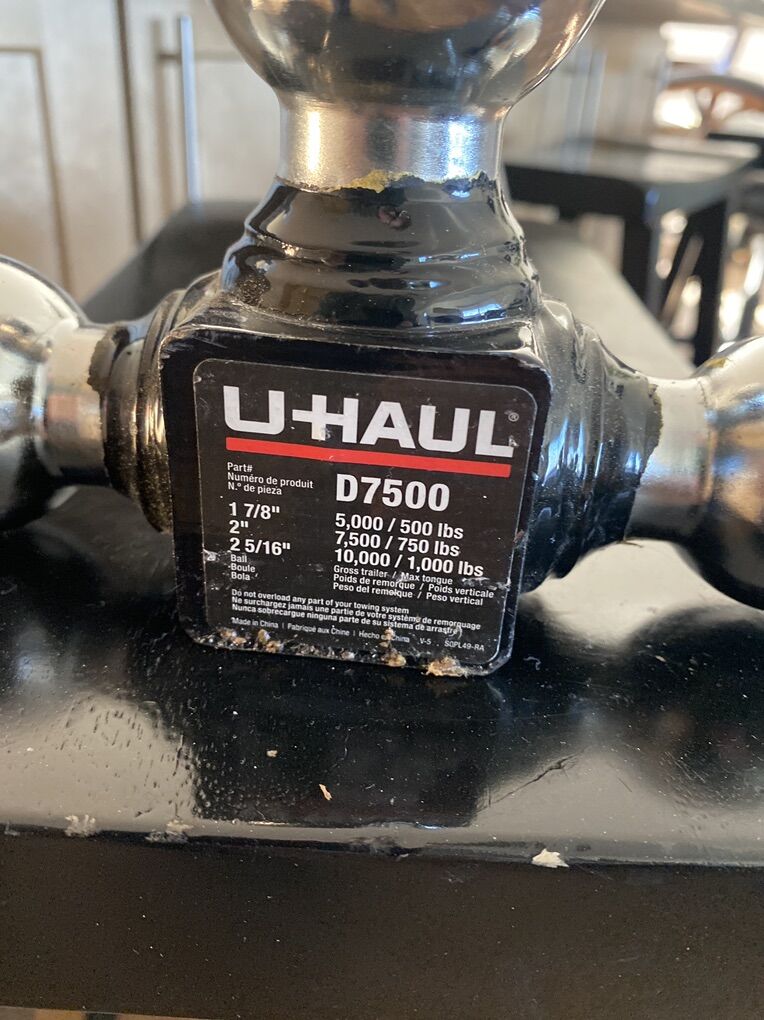 U-HAUL®
Part#
Numéro de produit
N.º de pieza
D7500
1 7/8" 5,000 / 500 lbs
2" 7,500 / 750 lbs
2 5/16" 10,000 / 1,000 lbs
Ball
Boule
Bola
Gross trailer / Max tongue
Poids de remorque / Poids verticale
Peso del remolque / Peso vertical
Do not overload any part of your towing system
Ne surchargez jamais une partie de votre système de remorquage
Nunca sobrecargue ninguna parte de su sistema de arrastre
Made in China | Fabriqué aux Chine | Hecho en China V-5 SOPL49-RA